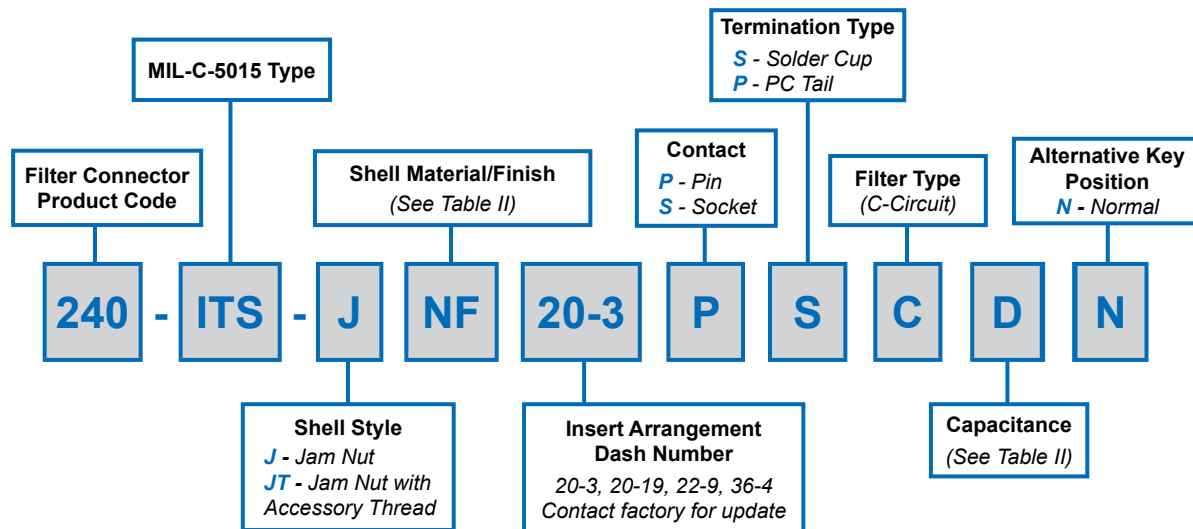 Termination Type
S - Solder Cup
P - PC Tail
MIL-C-5015 Type
Filter Connector
Product Code
Shell Material/Finish
(See Table II)
Contact
P - Pin
S - Socket
Filter Type
(C-Circuit)
Alternative Key
Position
N - Normal
240 - ITS - J NF 20-3 P S C D N
Shell Style
J - Jam Nut
JT - Jam Nut with
Accessory Thread
Insert Arrangement
Dash Number
20-3, 20-19, 22-9, 36-4
Contact factory for update
Capacitance
(See Table II)